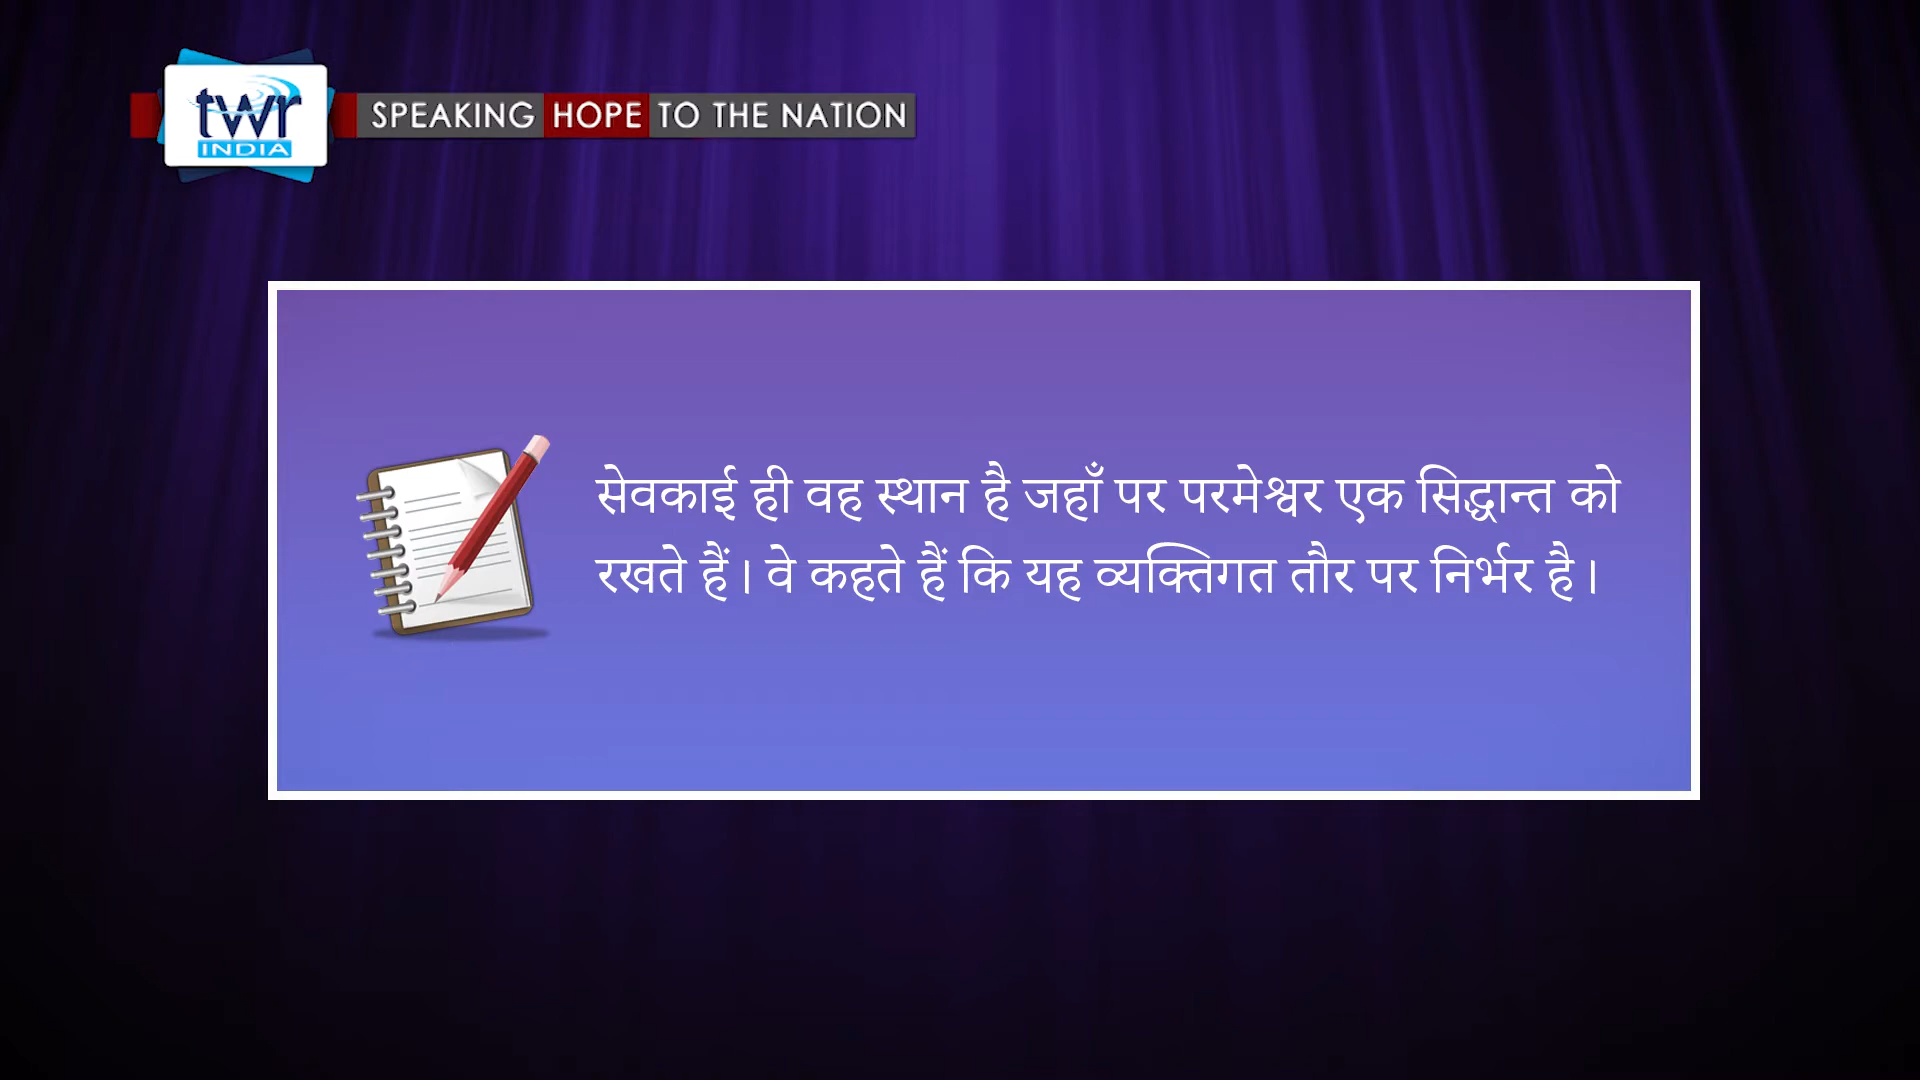 twr
INDIA
SPEAKING HOPE TO THE NATION
सेवकाई ही वह स्थान है जहाँ पर परमेश्वर एक सिद्धान्त को
रखते हैं। वे कहते हैं कि यह व्यक्तिगत तौर पर निर्भर है।